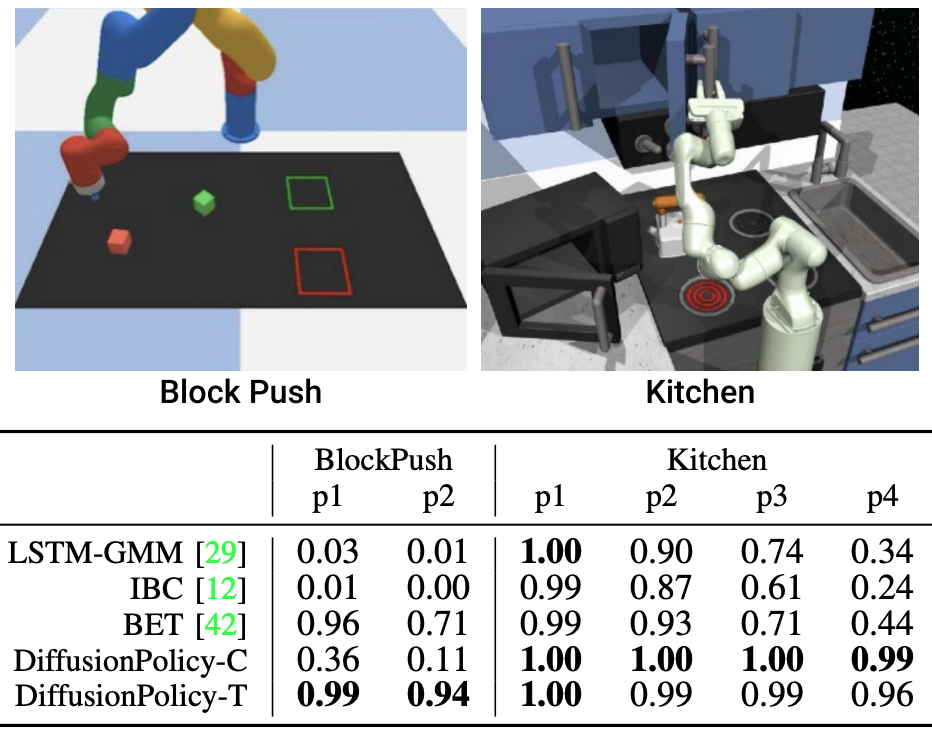 Block Push Kitchen
BlockPush Kitchen
p1 p2 p1 p2 p3 p4
LSTM-GMM [29] 0.03 0.01 1.00 0.90 0.74 0.34
IBC [12] 0.01 0.00 0.99 0.87 0.61 0.24
BET [42] 0.96 0.71 0.99 0.93 0.71 0.44
DiffusionPolicy-C 0.36 0.11 1.00 1.00 1.00 0.99
DiffusionPolicy-T 0.99 0.94 1.00 0.99 0.99 0.96